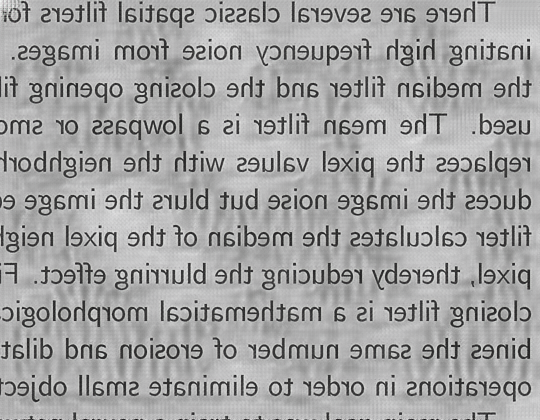 There are several classic spatial filters for
inating high frequency noise from images.
the median filter and the closing opening fil
used. The mean filter is a lowpass or smo
replaces the pixel values with the neighborh
duces the image noise but blurs the image e
filter calculates the median of the pixel neigh
pixel, thereby reducing the blurring effect. Fi
closing filter is a mathematical morphologic
bines the same number of erosion and dilat
operations in order to eliminate small object